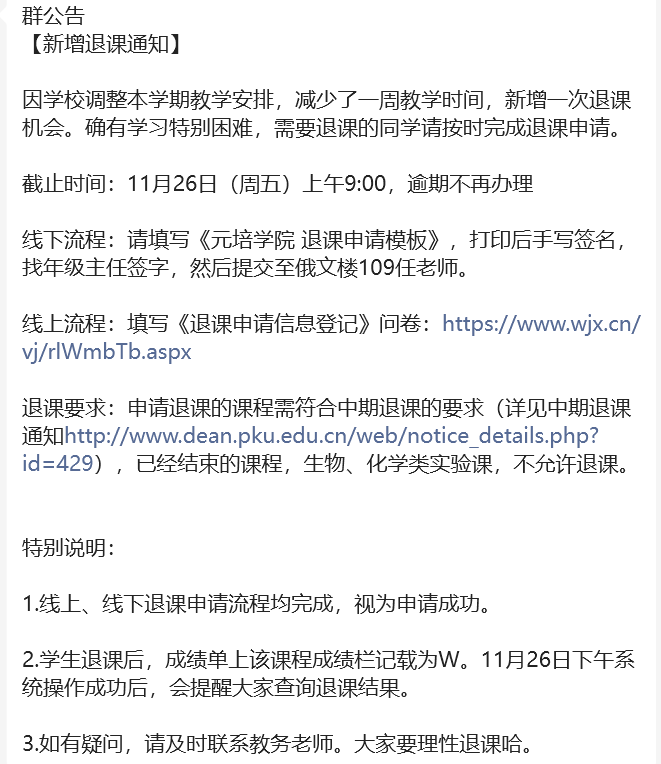 群公告
【新增退课通知】
因学校调整本学期教学安排，减少了一周教学时间，新增一次退课
机会。确有学习特别困难，需要退课的同学请按时完成退课申请。
截止时间：11月26日（周五）上午9:00，逾期不再办理
线下流程：请填写《元培学院 退课申请模板》，打印后手写签名，
找年级主任签字，然后提交至俄文楼109任老师。
线上流程：填写《退课申请信息登记》问卷：https://www.wjx.cn/
vj/rlWmbTb.aspx
退课要求：申请退课的课程需符合中期退课的要求（详见中期退课
通知http://www.dean.pku.edu.cn/web/notice_details.php?
id=429），已经结束的课程，生物、化学类实验课，不允许退课。
特别说明：
1.线上、线下退课申请流程均完成，视为申请成功。
2.学生退课后，成绩单上该课程成绩栏记载为W。11月26日下午系
统操作成功后，会提醒大家查询退课结果。
3.如有疑问，请及时联系教务老师。大家要理性退课哈。